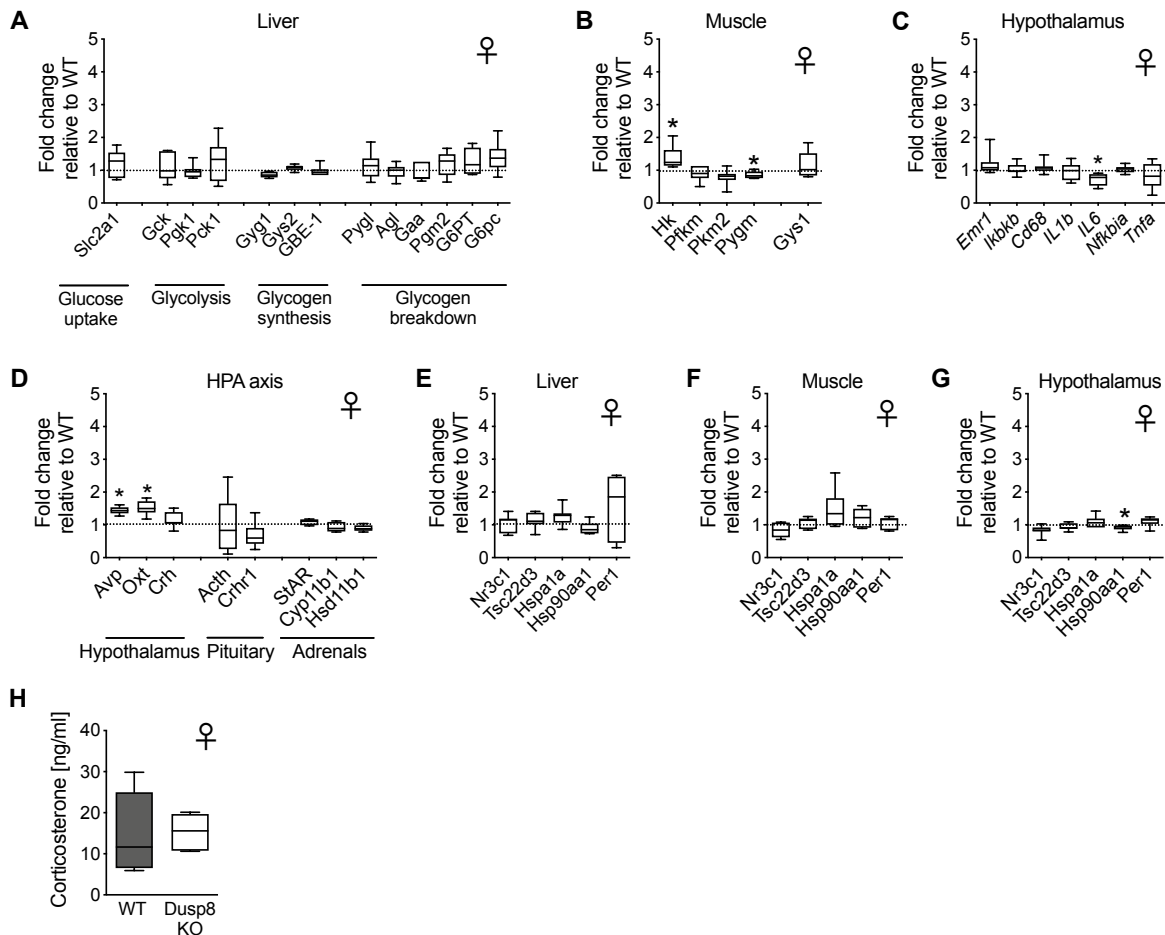 A
Liver
Fold change
relative to WT
5
4
3
2
1
0
♀
Slc2a1
Gck
Pgk1
Pck1
Gyg1
Gys2
GBE-1
Pygl
Agl
Gaa
Pgm2
G6PT
G6pc
Glucose
uptake
Glycolysis
Glycogen
synthesis
Glycogen
breakdown
B
Muscle
Fold change
relative to WT
5
4
3
2
1
0
♀
*
*
Hk
Pfkm
Pkm2
Pygm
Gys1
C
Hypothalamus
Fold change
relative to WT
5
4
3
2
1
0
♀
*
Emr1
Ikbkb
Cd68
IL1b
IL6
Nfkbia
Tnfa
D
HPA axis
Fold change
relative to WT
5
4
3
2
1
0
♀
*
*
Avp
Oxt
Crh
Acth
Crhr1
StAR
Cyp11b1
Hsd11b1
Hypothalamus
Pituitary
Adrenals
E
Liver
Fold change
relative to WT
5
4
3
2
1
0
♀
Nr3c1
Tsc22d3
Hspa1a
Hsp90aa1
Per1
F
Muscle
Fold change
relative to WT
5
4
3
2
1
0
♀
Nr3c1
Tsc22d3
Hspa1a
Hsp90aa1
Per1
G
Hypothalamus
Fold change
relative to WT
5
4
3
2
1
0
♀
*
Nr3c1
Tsc22d3
Hspa1a
Hsp90aa1
Per1
H
Corticosterone [ng/ml]
40
30
20
10
0
♀
WT
Dusp8
KO